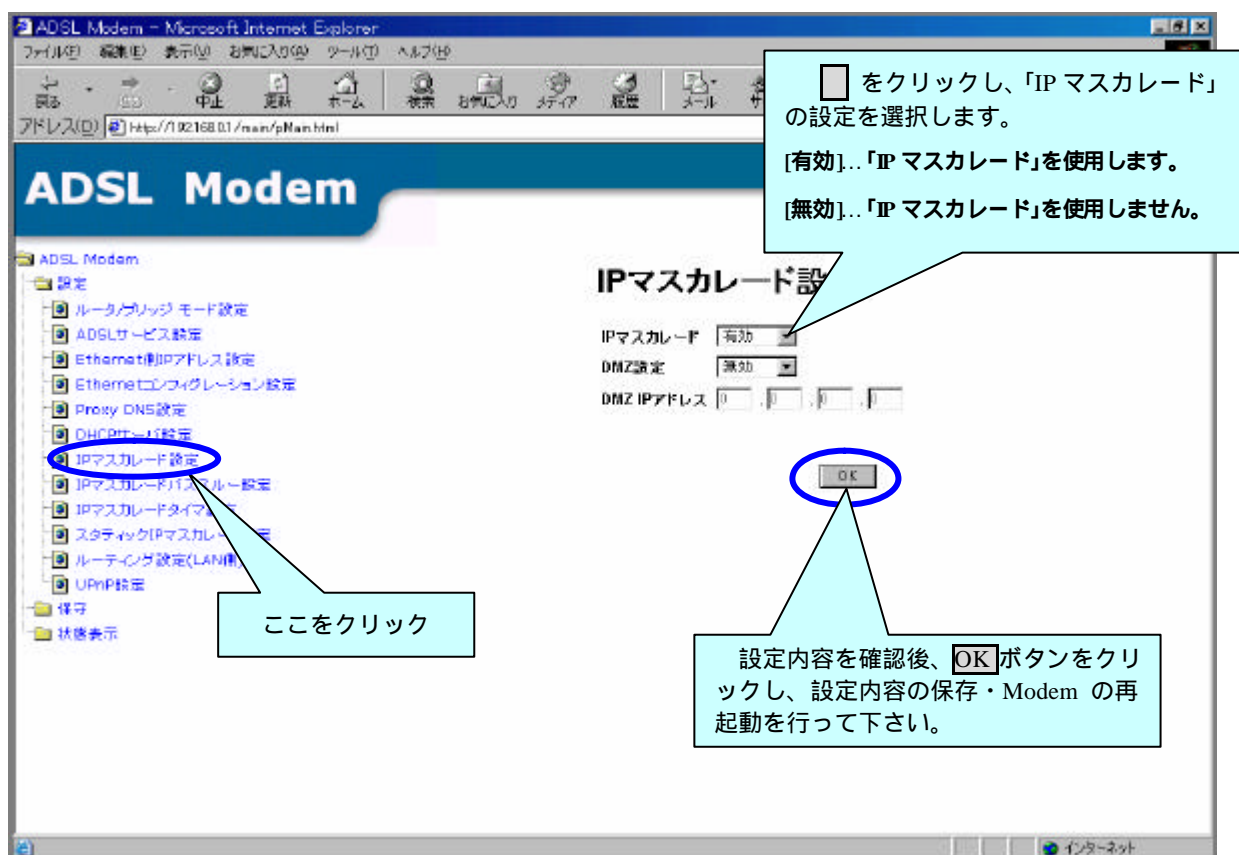 ADSL Modem - Microsoft Internet Explorer
ファイル(F) 編集(E) 表示(V) お気に入り(A) ツール(T) ヘルプ(H)
戻る 中止 更新 ホーム 検索 お気に入り メディア 履歴 メール
アドレス(D) http://192.168.0.1/main/pMain.html
をクリックし、「IP マスカレード」
の設定を選択します。
[有効]…「IP マスカレード」を使用します。
[無効]…「IP マスカレード」を使用しません。
ADSL Modem
ADSL Modem
設定
ルータ/ブリッジ モード設定
ADSLサービス設定
Ethernet側IPアドレス設定
Ethernetコンフィグレーション設定
Proxy DNS設定
DHCPサーバ設定
IPマスカレード設定
IPマスカレードパススルー設定
IPマスカレードタイマ
スタティックIPマスカレー
ルーティング設定(LAN側)
UPnP設定
保守
状態表示
ここをクリック
IPマスカレード設
IPマスカレード 有効
DMZ設定 無効
DMZ IPアドレス 0 . 0 . 0 . 0
OK
設定内容を確認後、OK ボタンをクリ
ックし、設定内容の保存・Modem の再
起動を行って下さい。
インターネット